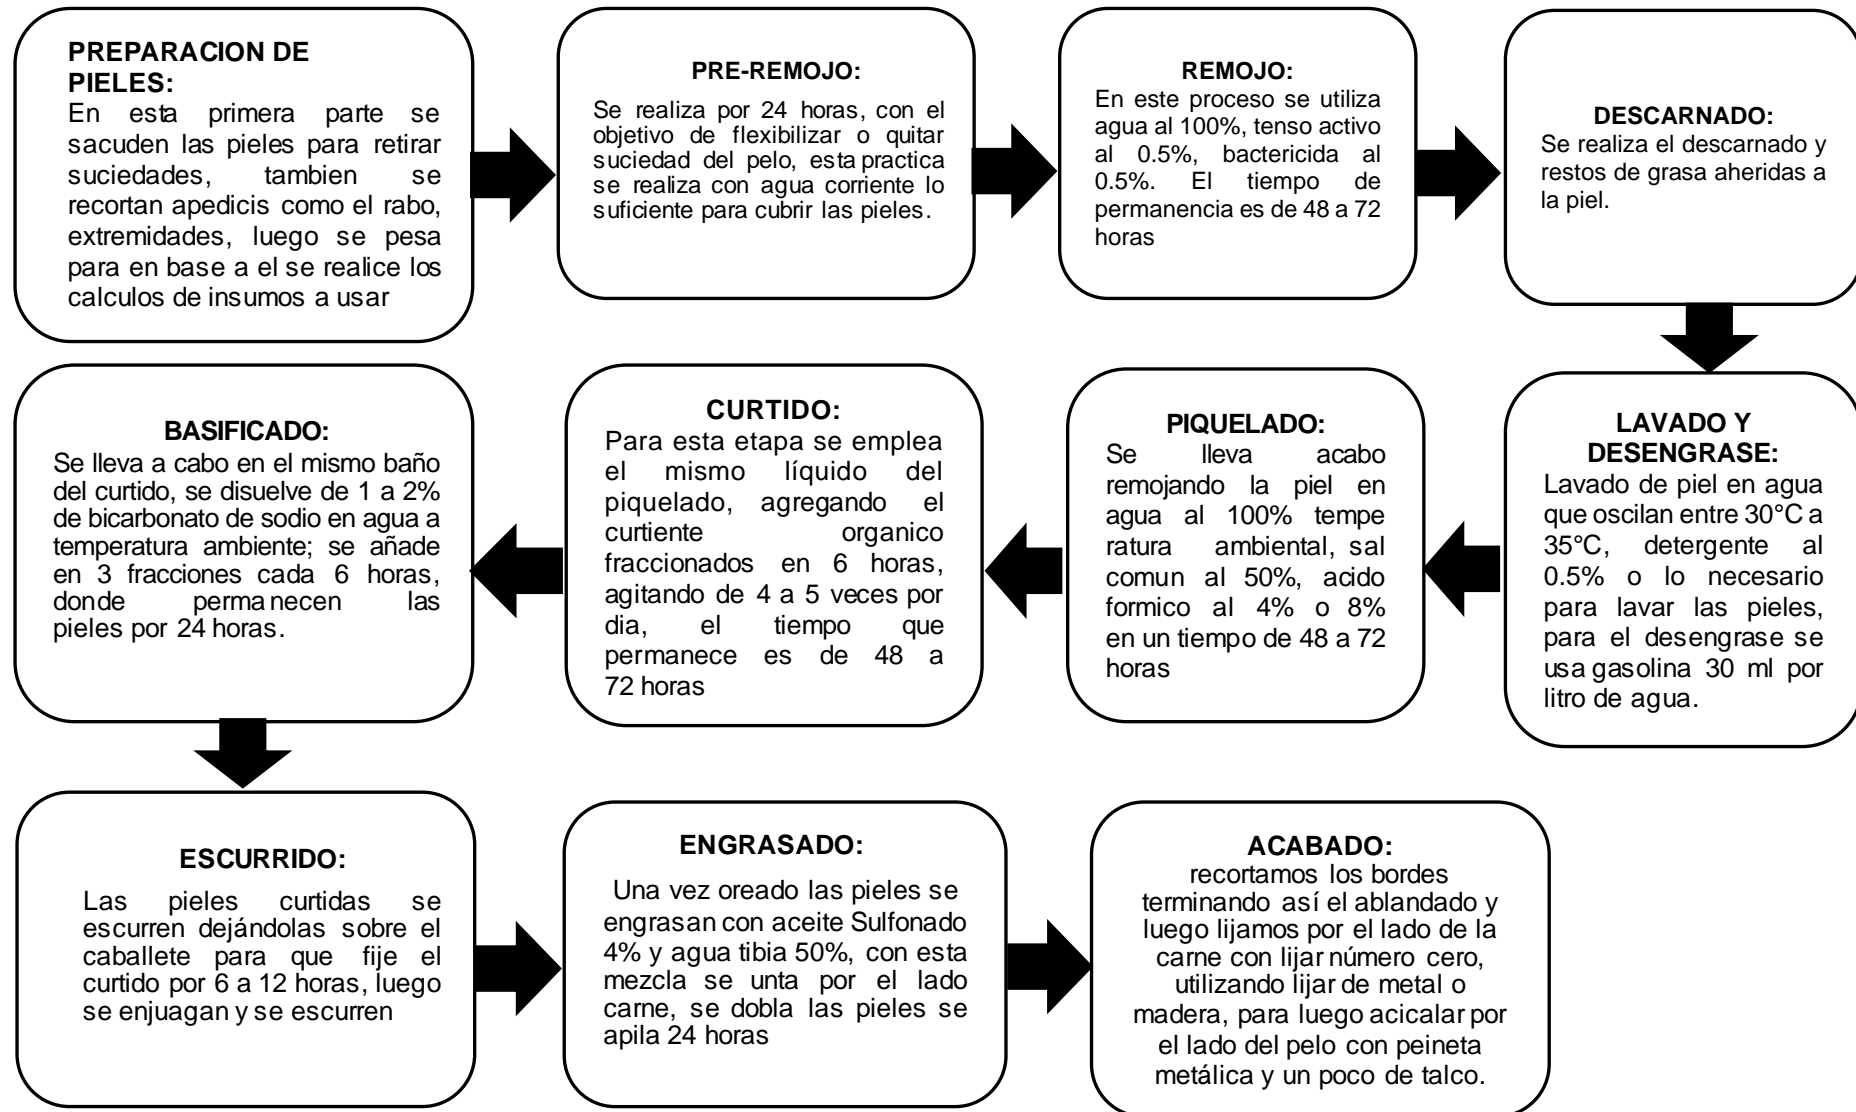 PREPARACION DE
PIELES:
En esta primera parte se
sacuden las pieles para retirar
suciedades, tambien se
recortan apedicis como el rabo,
extremidades, luego se pesa
para en base a el se realice los
calculos de insumos a usar
PRE-REMOJO:
Se realiza por 24 horas, con el
objetivo de flexibilizar o quitar
suciedad del pelo, esta practica
se realiza con agua corriente lo
suficiente para cubrir las pieles.
REMOJO:
En este proceso se utiliza
agua al 100%, tenso activo
al 0.5%, bactericida al
0.5%. El tiempo de
permanencia es de 48 a 72
horas
DESCARNADO:
Se realiza el descarnado y
restos de grasa aheridas a
la piel.
LAVADO Y
DESENGRASE:
Lavado de piel en agua
que oscilan entre 30°C a
35°C, detergente al
0.5% o lo necesario
para lavar las pieles,
para el desengrase se
usa gasolina 30 ml por
litro de agua.
PIQUELADO:
Se lleva acabo
remojando la piel en
agua al 100% tempe
ratura ambiental, sal
comun al 50%, acido
formico al 4% o 8%
en un tiempo de 48 a 72
horas
CURTIDO:
Para esta etapa se emplea
el mismo líquido del
piquelado, agregando el
curtiente organico
fraccionados en 6 horas,
agitando de 4 a 5 veces por
dia, el tiempo que
permanece es de 48 a
72 horas
BASIFICADO:
Se lleva a cabo en el mismo baño
del curtido, se disuelve de 1 a 2%
de bicarbonato de sodio en agua a
temperatura ambiente; se añade
en 3 fracciones cada 6 horas,
donde permanecen las
pieles por 24 horas.
ESCURRIDO:
Las pieles curtidas se
escurren dejándolas sobre el
caballete para que fije el
curtido por 6 a 12 horas, luego
se enjuagan y se escurren
ENGRASADO:
Una vez oreado las pieles se
engrasan con aceite Sulfonado
4% y agua tibia 50%, con esta
mezcla se unta por el lado
carne, se dobla las pieles se
apila 24 horas
ACABADO:
recortamos los bordes
terminando así el ablandado y
luego lijamos por el lado de la
carne con lijar número cero,
utilizando lijar de metal o
madera, para luego acicalar por
el lado del pelo con peineta
metálica y un poco de talco.